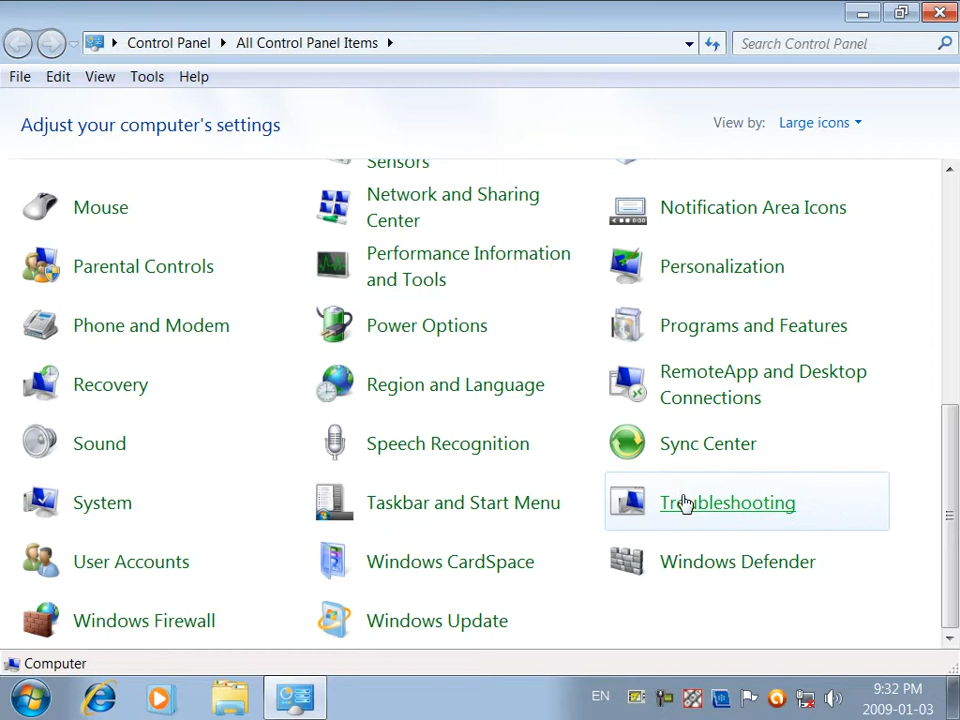 Control Panel All Control Panel Items
Search Control Panel
File Edit View Tools Help
Adjust your computer's settings
View by: Large icons
Sensors
Mouse
Network and Sharing
Center
Notification Area Icons
Parental Controls
Performance Information
and Tools
Personalization
Phone and Modem
Power Options
Programs and Features
Recovery
Region and Language
RemoteApp and Desktop
Connections
Sound
Speech Recognition
Sync Center
System
Taskbar and Start Menu
Troubleshooting
User Accounts
Windows CardSpace
Windows Defender
Windows Firewall
Windows Update
Computer
EN
9:32 PM
2009-01-03